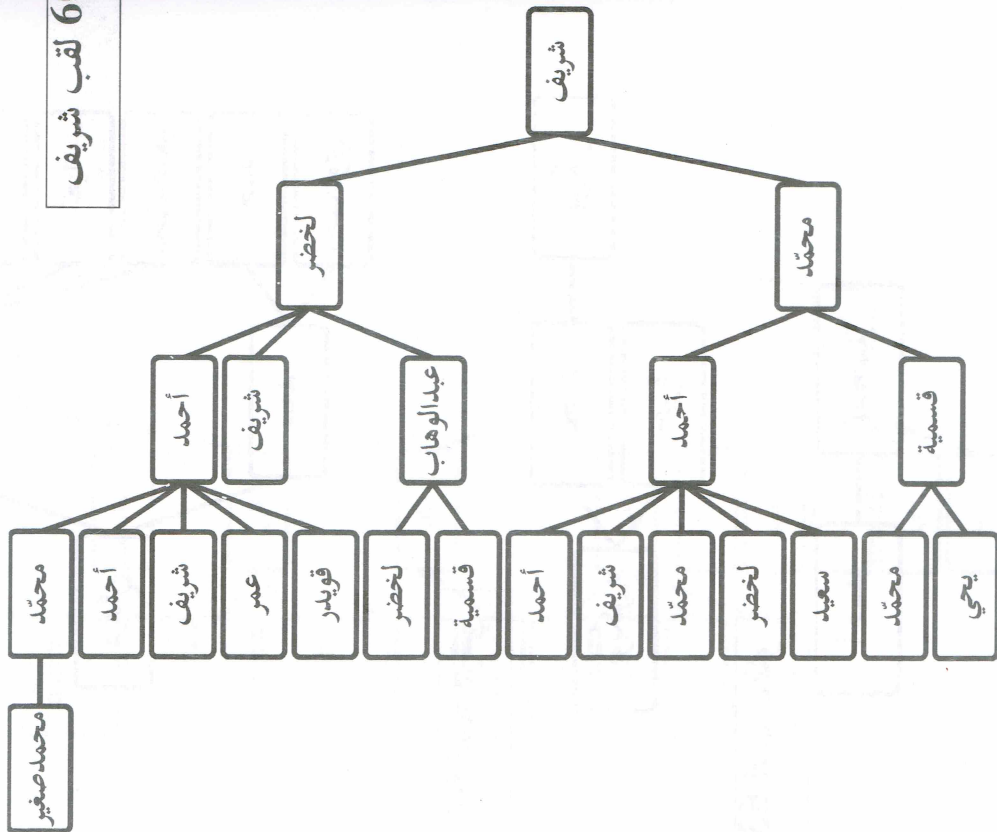 6 لقب شريف
شريف
محمّد
لخضر
قسمية
أحمد
عبدالوهاب
شريف
أحمد
يحي
محمّد
سعيد
لخضر
محمّد
شريف
أحمد
قسمية
لخضر
قويدر
عمر
شريف
أحمد
محمّد
محمدصغير